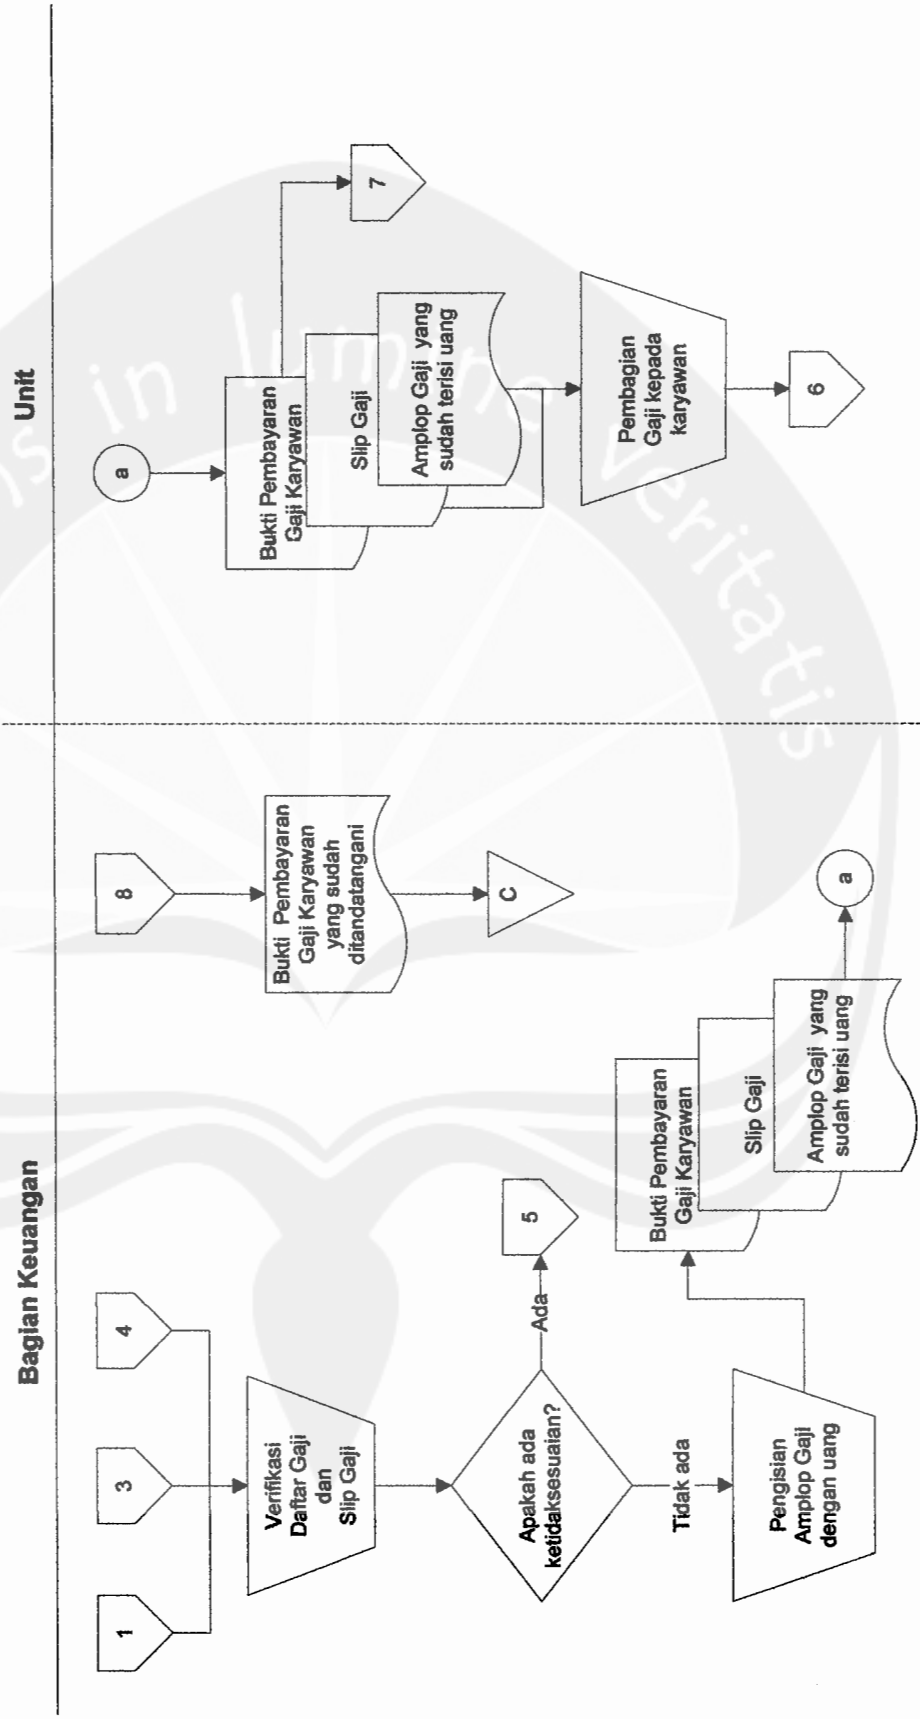 Bagian Keuangan
Unit
1
3
4
Verifikasi
Daftar Gaji
dan
Slip Gaji
Apakah ada
ketidaksesuaian?
Ada
5
Tidak ada
Pengisian
Amplop Gaji
dengan uang
Bukti Pembayaran
Gaji Karyawan
Slip Gaji
Amplop Gaji yang
sudah terisi uang
a
8
Bukti Pembayaran
Gaji Karyawan
yang sudah
ditandatangani
C
a
Bukti Pembayaran
Gaji Karyawan
Slip Gaji
Amplop Gaji yang
sudah terisi uang
7
Pembagian
Gaji kepada
karyawan
6
in lumine veritatis